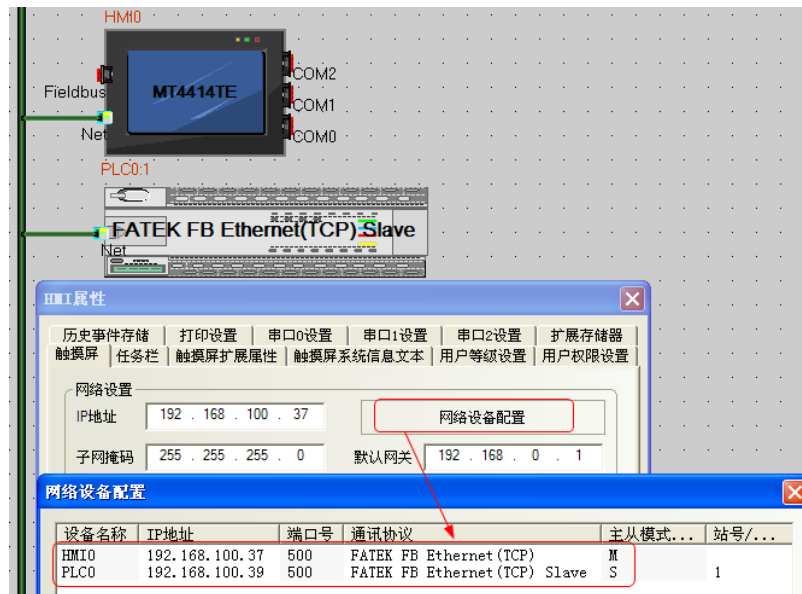 HMI0
COM2
Fieldbus
MT4414TE
COM1
Net
COM0
PLC0:1
FATEK FB Ethernet(TCP) Slave
Net
HMI属性
历史事件存储 打印设置 串口0设置 串口1设置 串口2设置 扩展存储器
触摸屏 任务栏 触摸屏扩展属性 触摸屏系统信息文本 用户等级设置 用户权限设置
网络设置
IP地址 192 . 168 . 100 . 37 网络设备配置
子网掩码 255 . 255 . 255 . 0 默认网关 192 . 168 . 0 . 1
网络设备配置
设备名称 IP地址 端口号 通讯协议 主从模式... 站号/...
HMI0 192.168.100.37 500 FATEK FB Ethernet(TCP) M
PLC0 192.168.100.39 500 FATEK FB Ethernet(TCP) Slave S 1